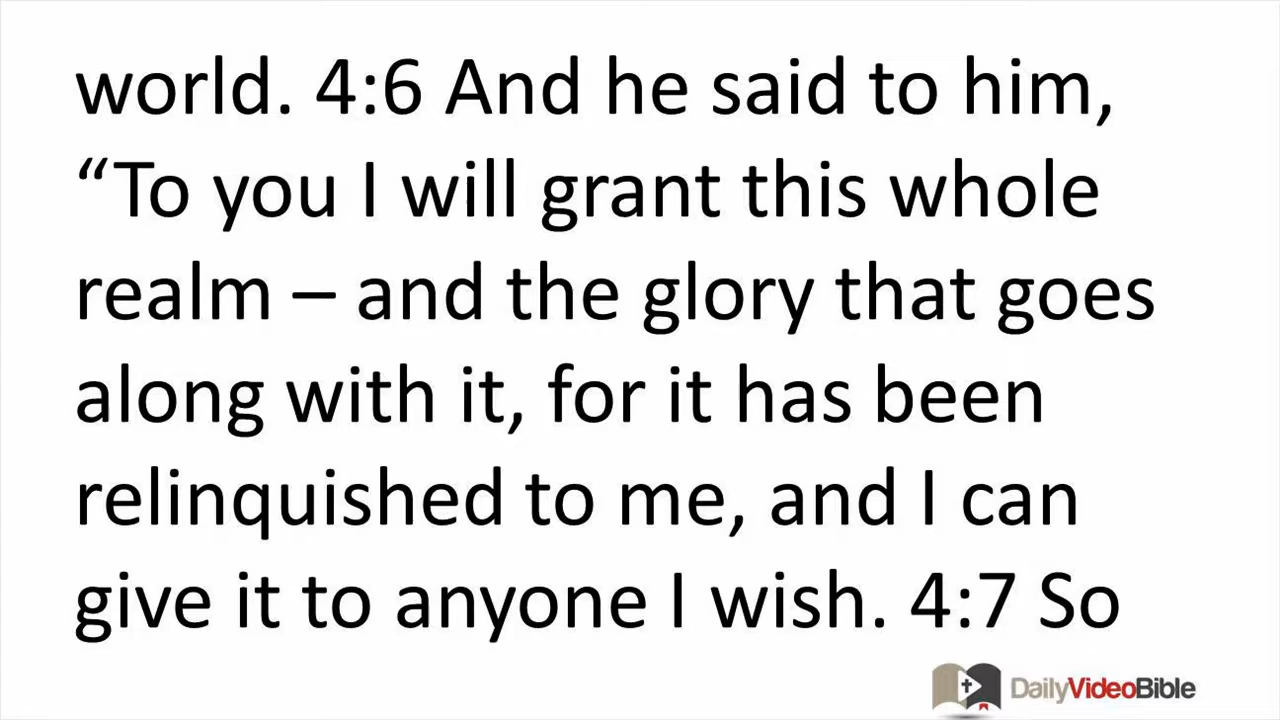 world. 4:6 And he said to him,
“To you I will grant this whole
realm – and the glory that goes
along with it, for it has been
relinquished to me, and I can
give it to anyone I wish. 4:7 So
DailyVideoBible